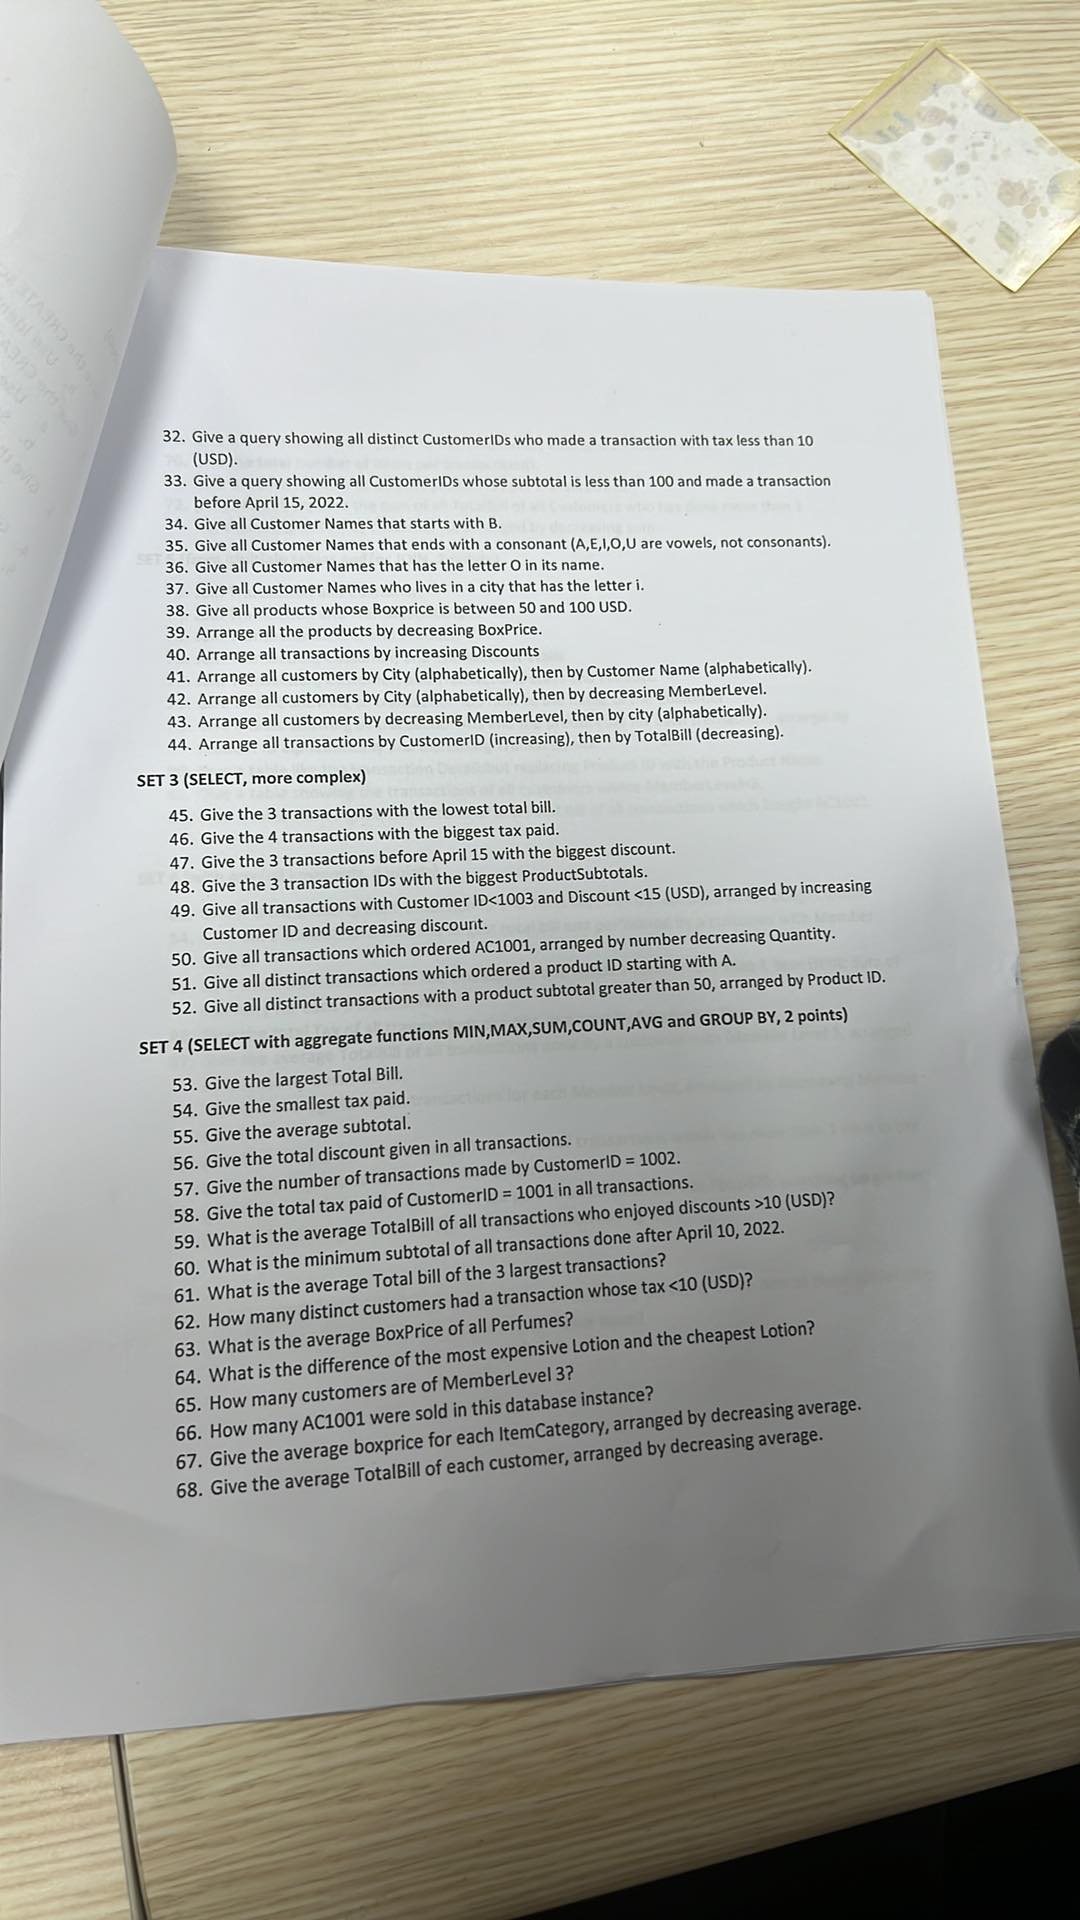 32. Give a query showing all distinct CustomerIDs who made a transaction with tax less than 10
(USD).
33. Give a query showing all CustomerIDs whose subtotal is less than 100 and made a transaction
before April 15, 2022.
34. Give all Customer Names that starts with B.
35. Give all Customer Names that ends with a consonant (A,E,I,O,U are vowels, not consonants).
36. Give all Customer Names that has the letter O in its name.
37. Give all Customer Names who lives in a city that has the letter i.
38. Give all products whose Boxprice is between 50 and 100 USD.
39. Arrange all the products by decreasing BoxPrice.
40. Arrange all transactions by increasing Discounts
41. Arrange all customers by City (alphabetically), then by Customer Name (alphabetically).
42. Arrange all customers by City (alphabetically), then by decreasing MemberLevel.
43. Arrange all customers by decreasing MemberLevel, then by city (alphabetically).
44. Arrange all transactions by CustomerID (increasing), then by TotalBill (decreasing).
SET 3 (SELECT, more complex)
45. Give the 3 transactions with the lowest total bill.
46. Give the 4 transactions with the biggest tax paid.
47. Give the 3 transactions before April 15 with the biggest discount.
48. Give the 3 transaction IDs with the biggest ProductSubtotals.
49. Give all transactions with Customer ID<1003 and Discount <15 (USD), arranged by increasing
Customer ID and decreasing discount.
50. Give all transactions which ordered AC1001, arranged by number decreasing Quantity.
51. Give all distinct transactions which ordered a product ID starting with A.
52. Give all distinct transactions with a product subtotal greater than 50, arranged by Product ID.
SET 4 (SELECT with aggregate functions MIN,MAX,SUM,COUNT,AVG and GROUP BY, 2 points)
53. Give the largest Total Bill.
54. Give the smallest tax paid.
55. Give the average subtotal.
56. Give the total discount given in all transactions.
57. Give the number of transactions made by CustomerID = 1002.
58. Give the total tax paid of CustomerID = 1001 in all transactions.
59. What is the average TotalBill of all transactions who enjoyed discounts >10 (USD)?
60. What is the minimum subtotal of all transactions done after April 10, 2022.
61. What is the average Total bill of the 3 largest transactions?
62. How many distinct customers had a transaction whose tax <10 (USD)?
63. What is the average BoxPrice of all Perfumes?
64. What is the difference of the most expensive Lotion and the cheapest Lotion?
65. How many customers are of MemberLevel 3?
66. How many AC1001 were sold in this database instance?
67. Give the average boxprice for each ItemCategory, arranged by decreasing average.
68. Give the average TotalBill of each customer, arranged by decreasing average.